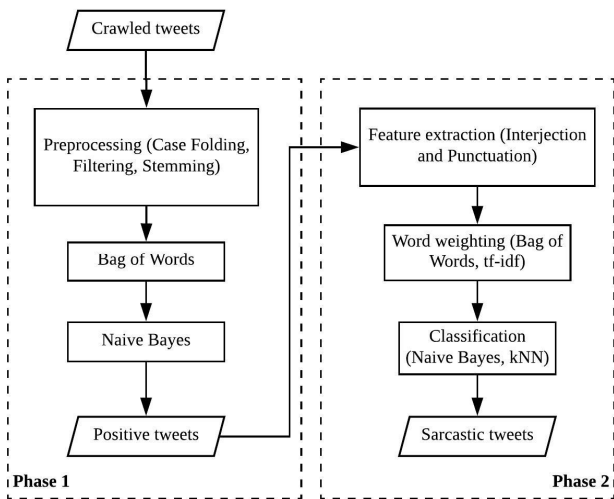 Crawled tweets
Preprocessing (Case Folding,
Filtering, Stemming)
Bag of Words
Naive Bayes
Positive tweets
Phase 1
Feature extraction (Interjection
and Punctuation)
Word weighting (Bag of
Words, tf-idf)
Classification
(Naive Bayes, kNN)
Sarcastic tweets
Phase 2